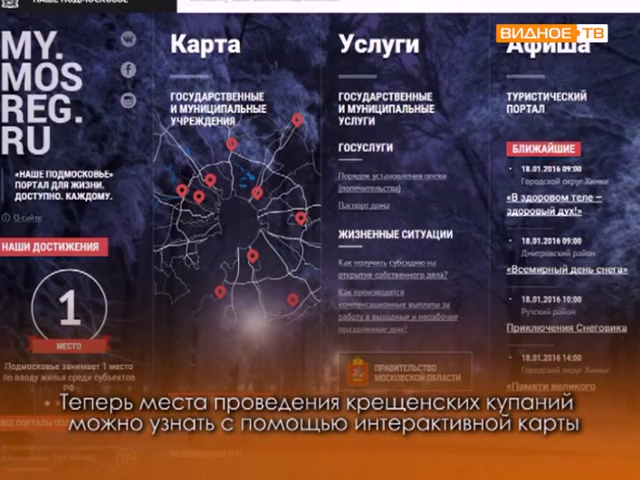 НАШЕ ПОДМОСКОВЬЕ
ВИДНОЕ ТВ
MY.
MOS
REG.
RU
«НАШЕ ПОДМОСКОВЬЕ»
ПОРТАЛ ДЛЯ ЖИЗНИ.
ДОСТУПНО. КАЖДОМУ.
О сайте
НАШИ ДОСТИЖЕНИЯ
1
МЕСТО
Подмосковье занимает 1 место
по вводу жилья среди субъектов
РФ
ВСЕ ПОРТАЛЫ
Карта
ГОСУДАРСТВЕННЫЕ
И МУНИЦИПАЛЬНЫЕ
УЧРЕЖДЕНИЯ
Услуги
ГОСУДАРСТВЕННЫЕ
И МУНИЦИПАЛЬНЫЕ
УСЛУГИ
ГОСУСЛУГИ
Порядок установления опеки
(попечительства)
Паспорт дома
ЖИЗНЕННЫЕ СИТУАЦИИ
Как получить субсидию на
открытие собственного дела?
Как производятся
компенсационные выплаты за
работу в выходные и нерабочие
праздничные дни?
ПРАВИТЕЛЬСТВО
МОСКОВСКОЙ ОБЛАСТИ
Афиша
ТУРИСТИЧЕСКИЙ
ПОРТАЛ
БЛИЖАЙШИЕ
18.01.2016 09:00
Городской округ Химки
«В здоровом теле –
здоровый дух!»
18.01.2016 09:00
Дмитровский район
«Всемирный день снега»
18.01.2016 10:00
Рузский район
Приключения Снеговика
18.01.2016 14:00
Городской округ Химки
«Памяти великого
Теперь места проведения крещенских купаний
можно узнать с помощью интерактивной карты